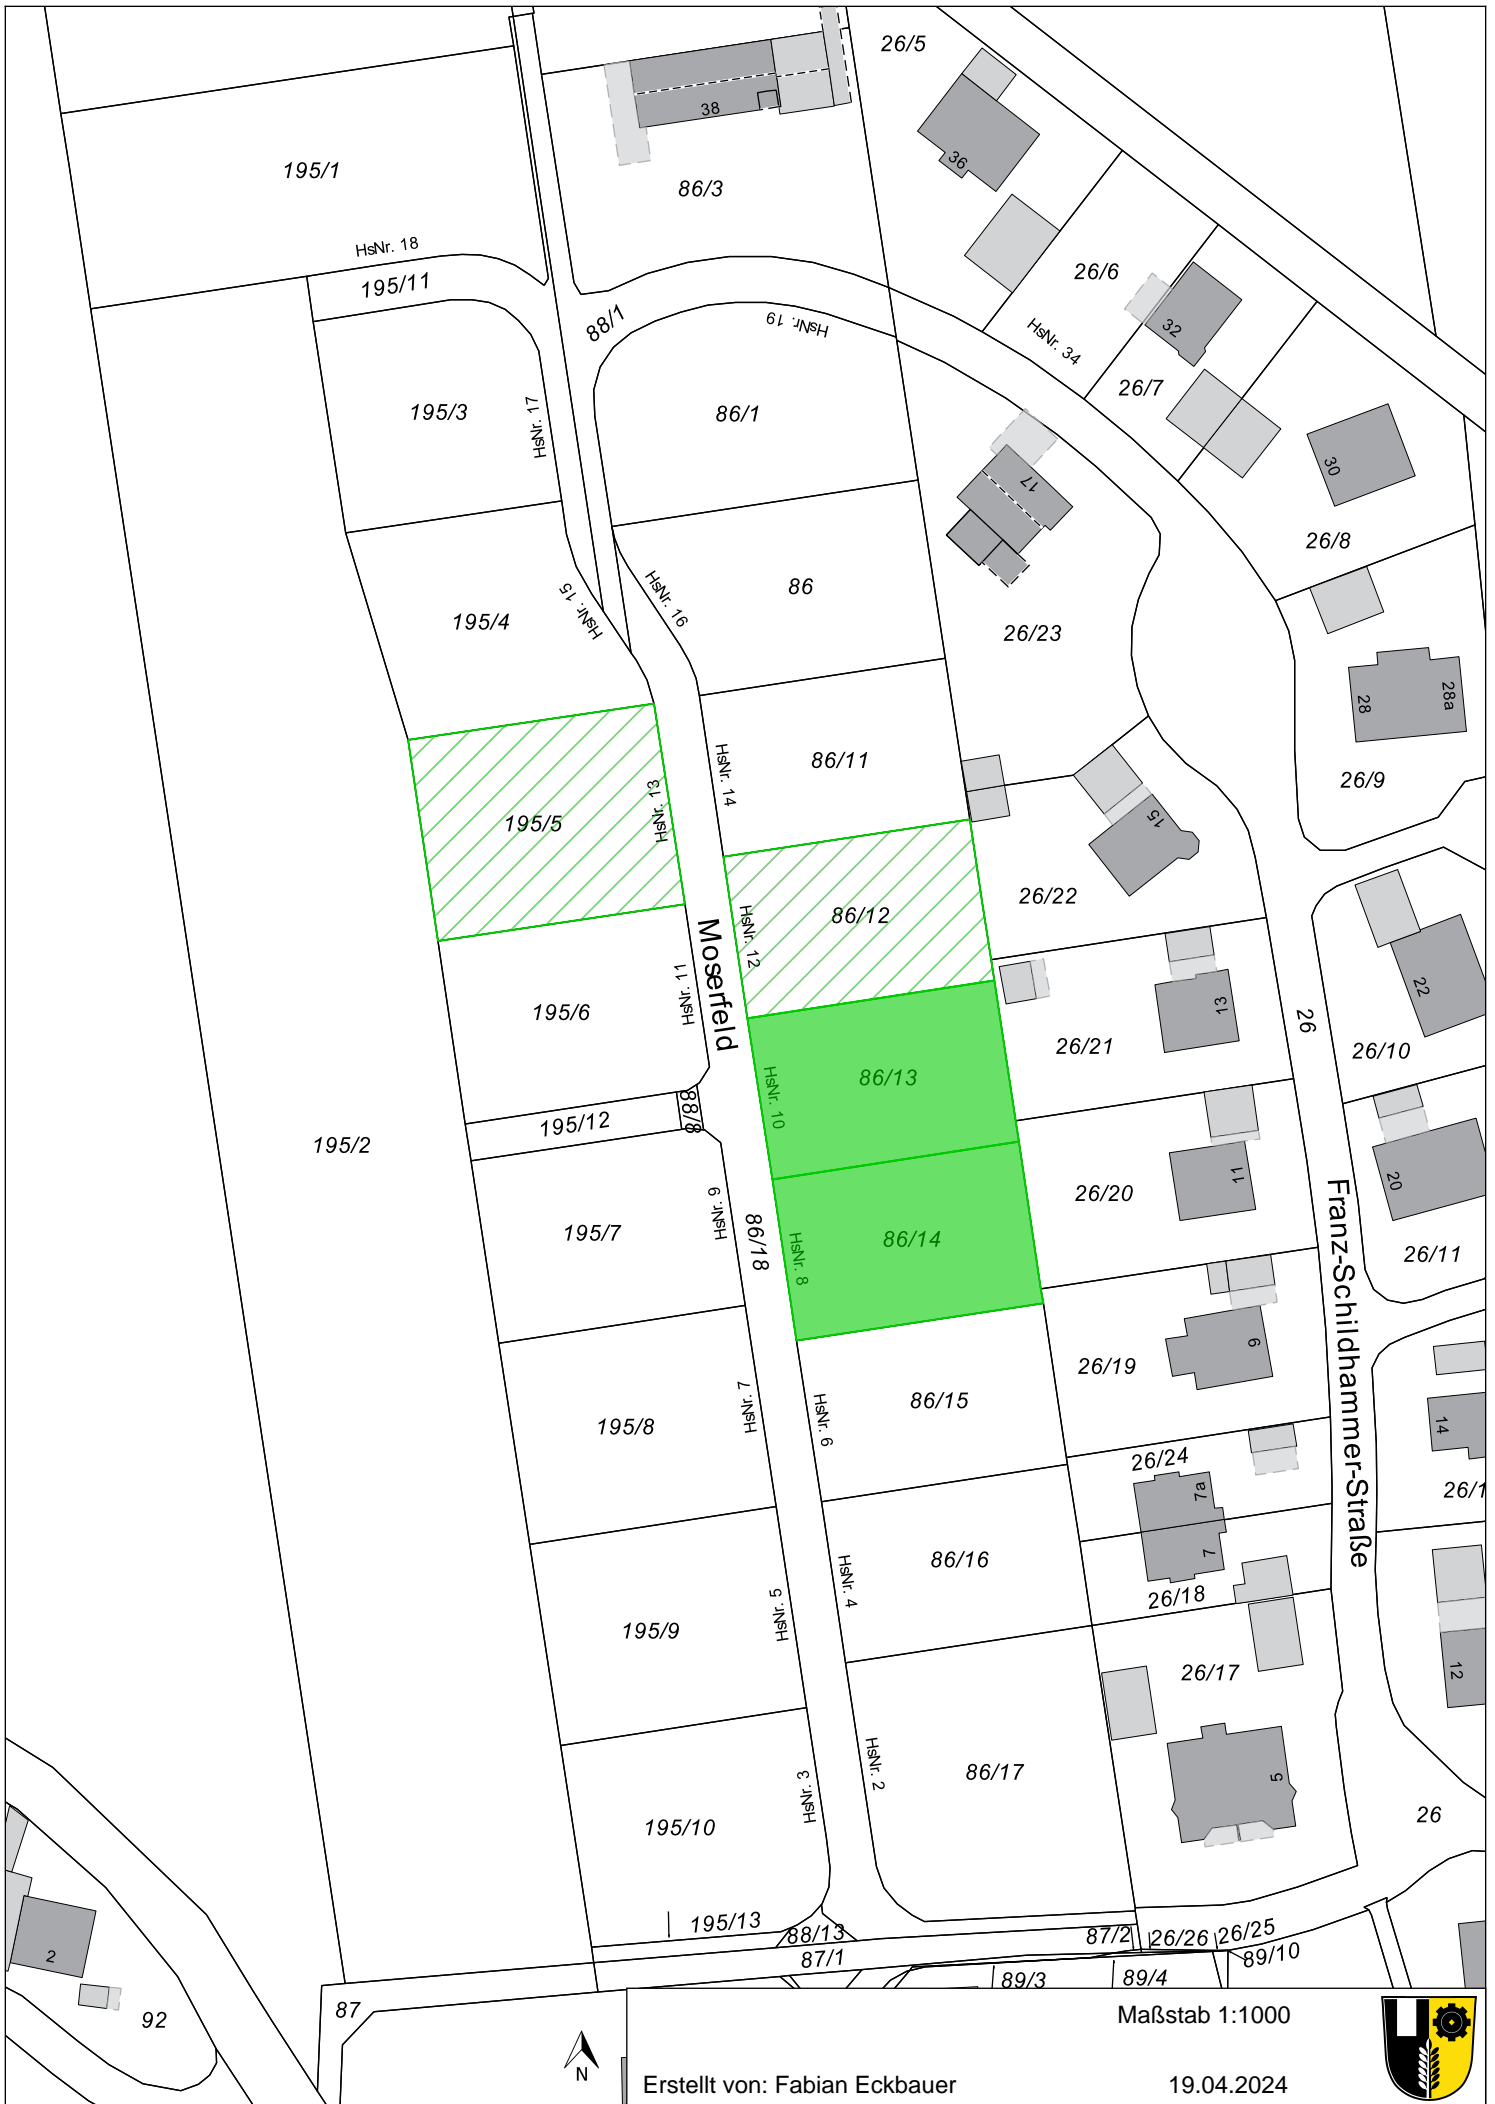 26/5
38
36
195/1
86/3
HsNr. 18
26/6
195/11
88/1
HsNr. 19
32
HsNr. 34
26/7
195/3
HsNr. 17
86/1
30
17
26/8
86
HsNr. 15
HsNr. 16
195/4
26/23
28
28a
HsNr. 14
86/11
26/9
HsNr. 13
195/5
15
26/22
86/12
HsNr. 12
Moserfeld
22
13
26
195/6
HsNr. 11
26/21
26/10
86/13
HsNr. 10
88/8
195/12
195/2
20
11
26/20
HsNr. 9
195/7
86/18
86/14
HsNr. 8
26/11
Franz-Schildhammer-Straße
9
26/19
HsNr. 7
195/8
HsNr. 6
86/15
14
26/24
7a
26/1
7
86/16
HsNr. 4
26/18
HsNr. 5
195/9
26/17
12
HsNr. 2
86/17
HsNr. 3
5
195/10
26
195/13
88/13
87/2
26/26
26/25
2
87/1
89/10
89/3
89/4
87
92
N
Maßstab 1:1000
Erstellt von: Fabian Eckbauer
19.04.2024